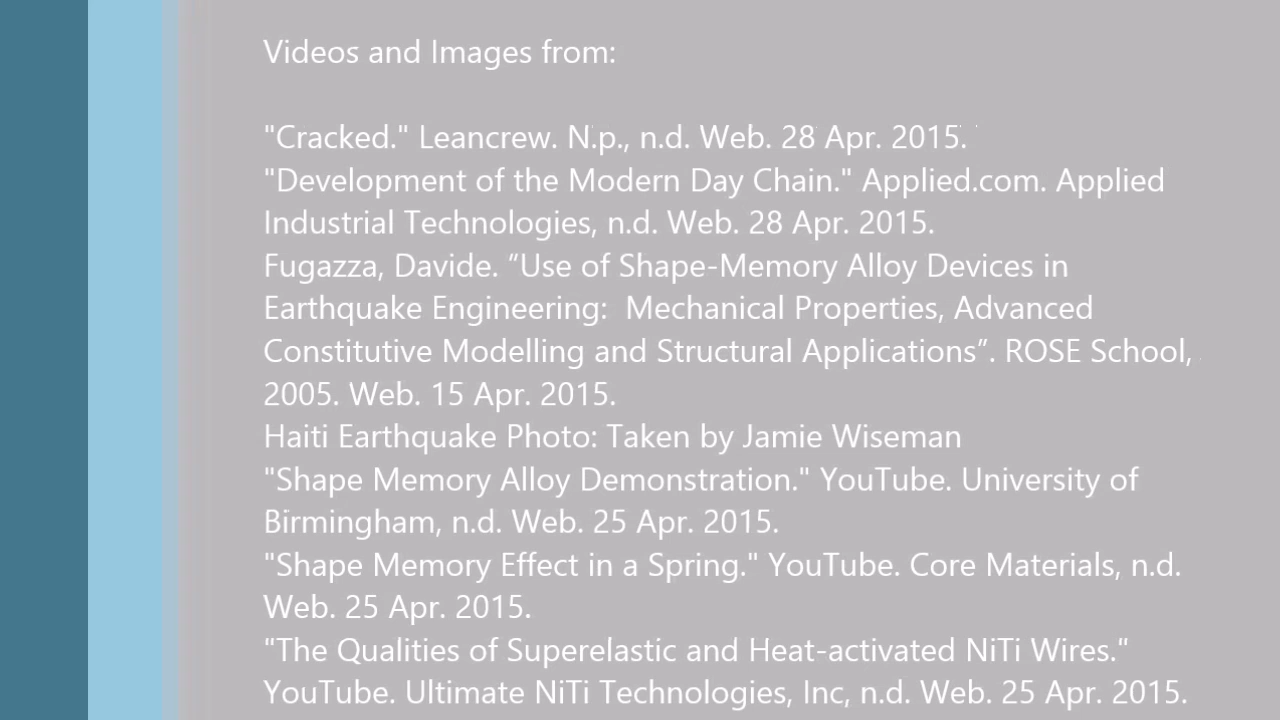 Videos and Images from:
"Cracked." Leancrew. N.p., n.d. Web. 28 Apr. 2015.
"Development of the Modern Day Chain." Applied.com. Applied
Industrial Technologies, n.d. Web. 28 Apr. 2015.
Fugazza, Davide. “Use of Shape-Memory Alloy Devices in
Earthquake Engineering:  Mechanical Properties, Advanced
Constitutive Modelling and Structural Applications”. ROSE School,
2005. Web. 15 Apr. 2015.
Haiti Earthquake Photo: Taken by Jamie Wiseman
"Shape Memory Alloy Demonstration." YouTube. University of
Birmingham, n.d. Web. 25 Apr. 2015.
"Shape Memory Effect in a Spring." YouTube. Core Materials, n.d.
Web. 25 Apr. 2015.
"The Qualities of Superelastic and Heat-activated NiTi Wires."
YouTube. Ultimate NiTi Technologies, Inc, n.d. Web. 25 Apr. 2015.